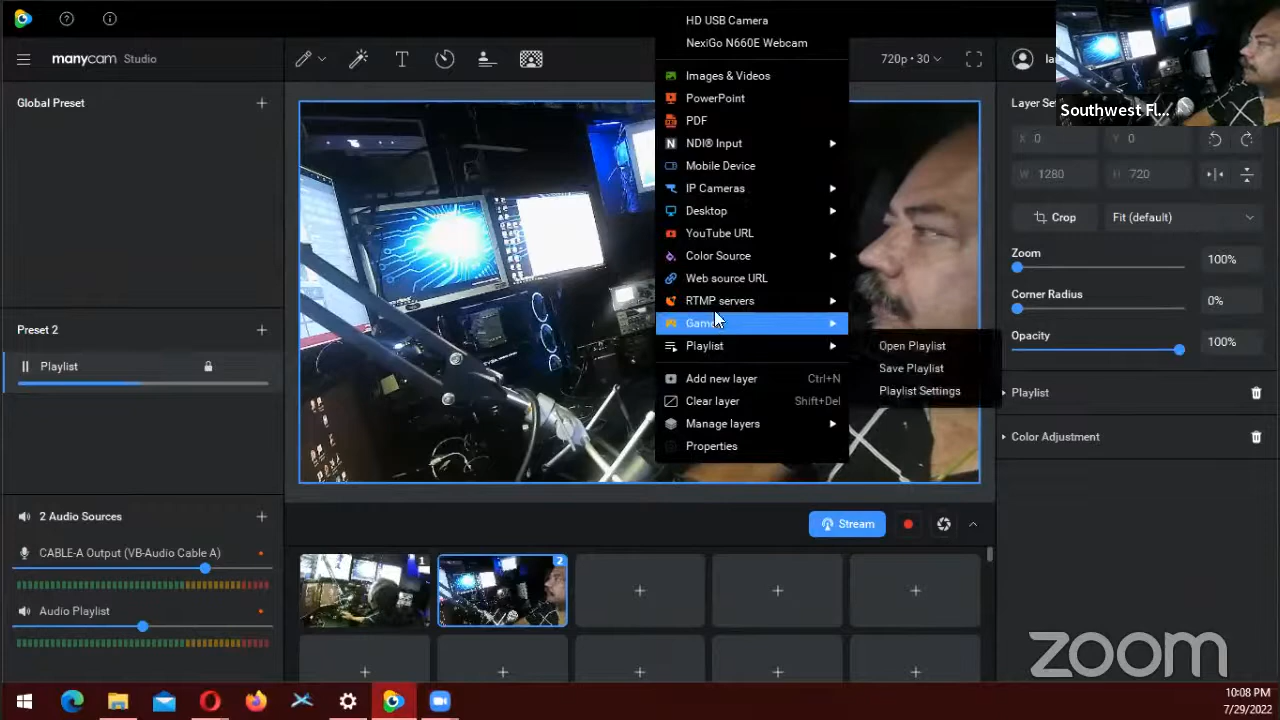 HD USB Camera
NexiGo N660E Webcam
manycam Studio
720p • 30
Global Preset
Images & Videos
PowerPoint
PDF
NDI® Input
Mobile Device
IP Cameras
Desktop
YouTube URL
Color Source
Web source URL
RTMP servers
Playlist
Add new layer Ctrl+N
Clear layer Shift+Del
Manage layers
Properties
Open Playlist
Save Playlist
Playlist Settings
Southwest Fl...
X 0 Y 0
W 1280 H 720
Crop Fit (default)
Zoom 100%
Corner Radius 0%
Opacity 100%
Playlist
Color Adjustment
Preset 2
Playlist
2 Audio Sources
CABLE-A Output (VB-Audio Cable A)
Audio Playlist
Stream
1 2
zoom
10:08 PM
7/29/2022